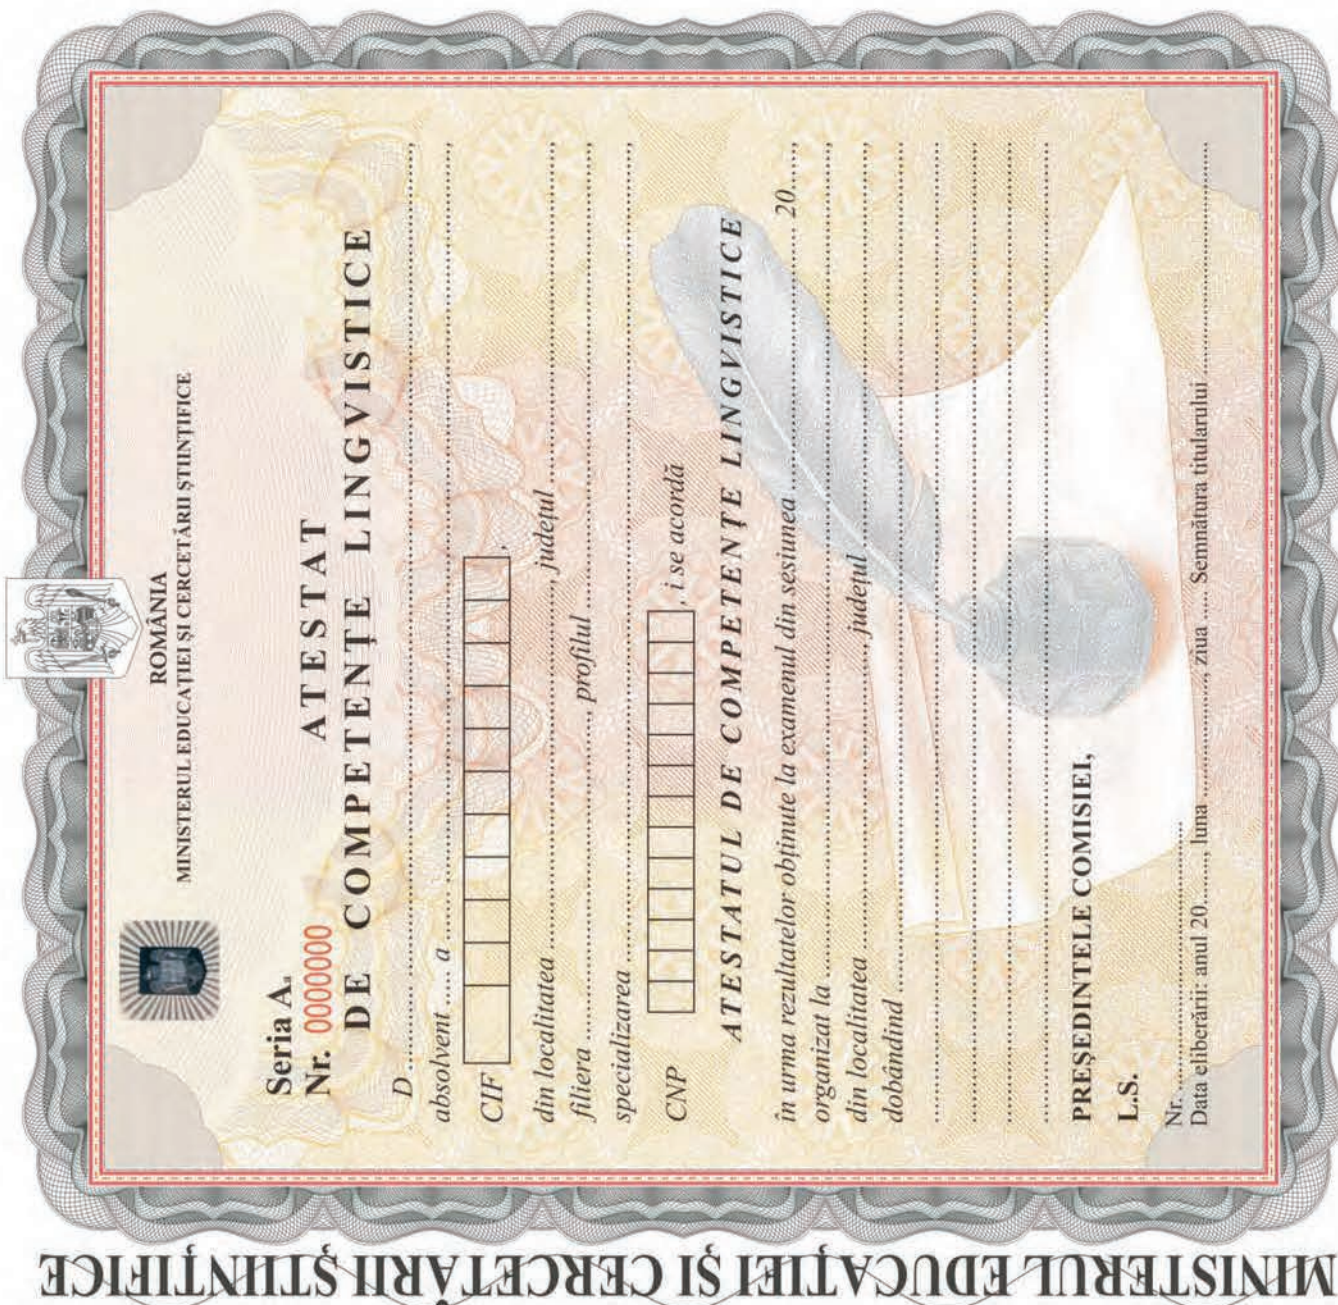 ROMÂNIA
MINISTERUL EDUCAȚIEI ȘI CERCETĂRII ȘTIINȚIFICE
Seria A.
Nr. 0000000
ATESTAT
DE COMPETENȚE LINGVISTICE
D ..........
absolvent ..... a ..........
CIF ,
din localitatea .........., județul ..........
filiera .........., profilul ..........
specializarea ..........
CNP , i se acordă
ATESTATUL DE COMPETENȚE LINGVISTICE
în urma rezultatelor obținute la examenul din sesiunea .......... 20.....
organizat la ..........
din localitatea .........., județul ..........
dobândind ..........
PREȘEDINTELE COMISIEI,
L.S.
Nr. ..........
Data eliberării: anul 20....., luna .........., ziua ..... Semnătura titularului ..........
MINISTERUL EDUCAȚIEI ȘI CERCETĂRII ȘTIINȚIFICE